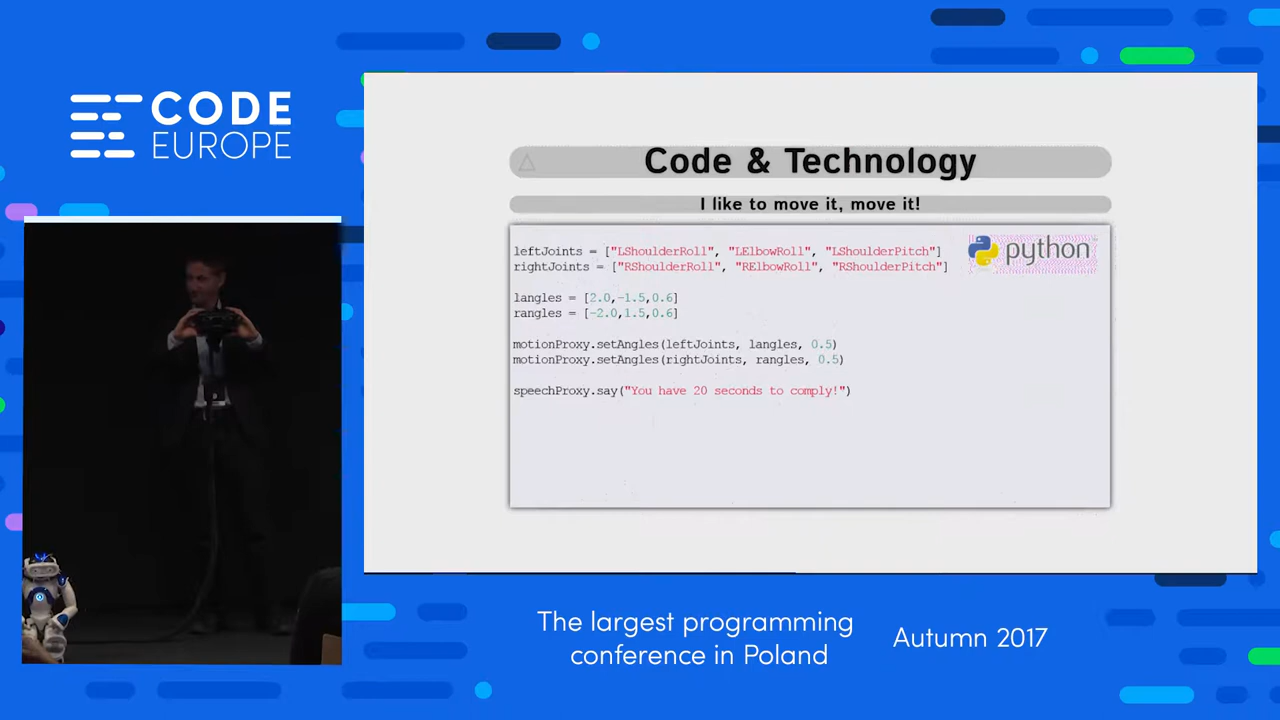 CODE
EUROPE
Code & Technology
I like to move it, move it!
python
leftJoints = ["LShoulderRoll", "LElbowRoll", "LShoulderPitch"]
rightJoints = ["RShoulderRoll", "RElbowRoll", "RShoulderPitch"]
langles = [2.0,-1.5,0.6]
rangles = [-2.0,1.5,0.6]
motionProxy.setAngles(leftJoints, langles, 0.5)
motionProxy.setAngles(rightJoints, rangles, 0.5)
speechProxy.say("You have 20 seconds to comply!")
The largest programming
conference in Poland
Autumn 2017